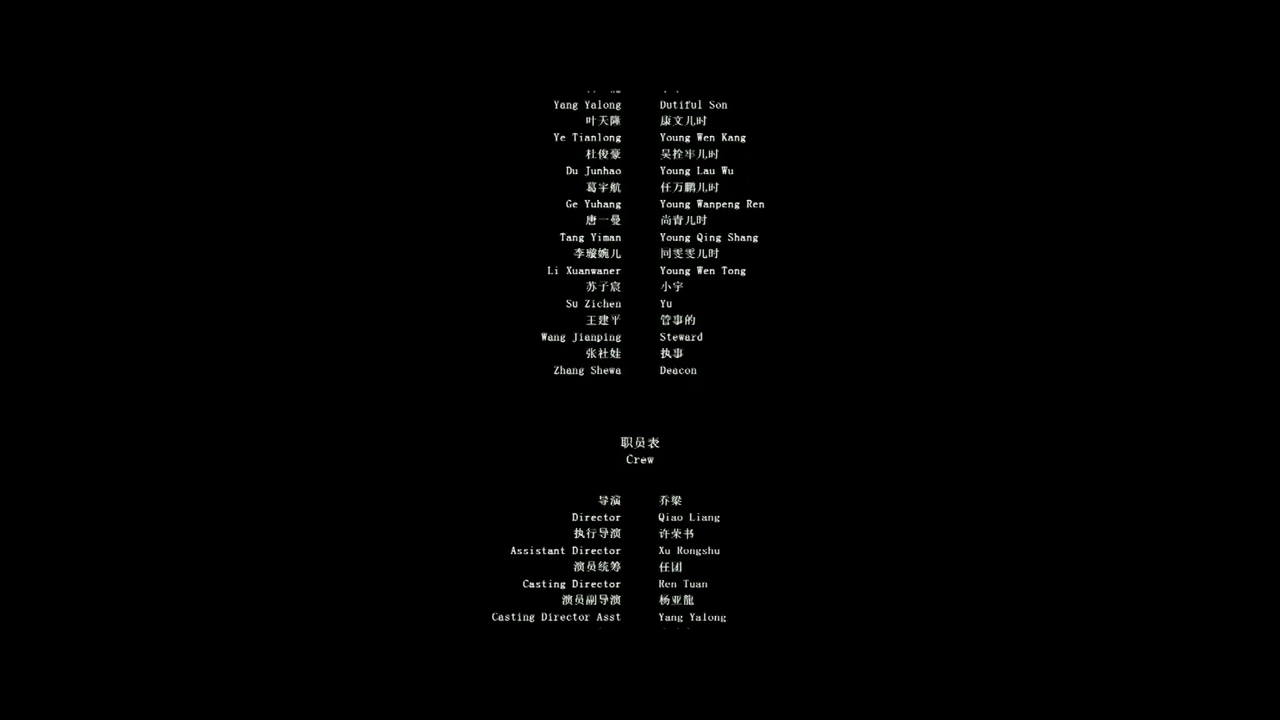 Yang Yalong Dutiful Son
叶天隆 康文儿时
Ye Tianlong Young Wen Kang
杜俊豪 吴拴牢儿时
Du Junhao Young Lau Wu
葛宇航 任万鹏儿时
Ge Yuhang Young Wanpeng Ren
唐一曼 尚青儿时
Tang Yiman Young Qing Shang
李璇婉儿 同雯雯儿时
Li Xuanwaner Young Wen Tong
苏子宸 小宇
Su Zichen Yu
王建平 管事的
Wang Jianping Steward
张社娃 执事
Zhang Shewa Deacon
职员表
Crew
导演 乔梁
Director Qiao Liang
执行导演 许荣书
Assistant Director Xu Rongshu
演员统筹 任团
Casting Director Ren Tuan
演员副导演 杨亚龍
Casting Director Asst Yang Yalong